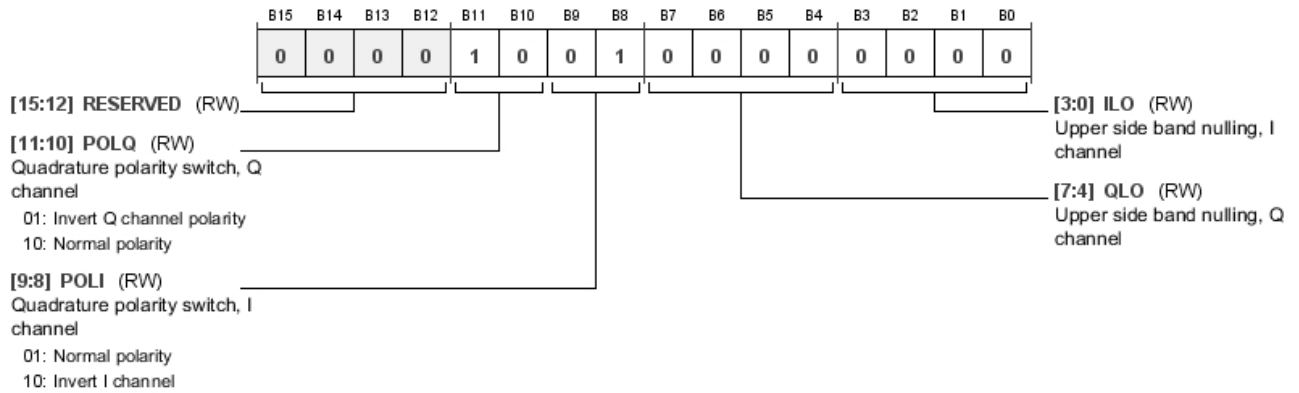 B15 B14 B13 B12 B11 B10 B9 B8 B7 B6 B5 B4 B3 B2 B1 B0
0 0 0 0 1 0 0 1 0 0 0 0 0 0 0 0
[15:12] RESERVED (RW)
[11:10] POLQ (RW)
Quadrature polarity switch, Q
channel
01: Invert Q channel polarity
10: Normal polarity
[9:8] POLI (RW)
Quadrature polarity switch, I
channel
01: Normal polarity
10: Invert I channel
[3:0] ILO (RW)
Upper side band nulling, I
channel
[7:4] QLO (RW)
Upper side band nulling, Q
channel